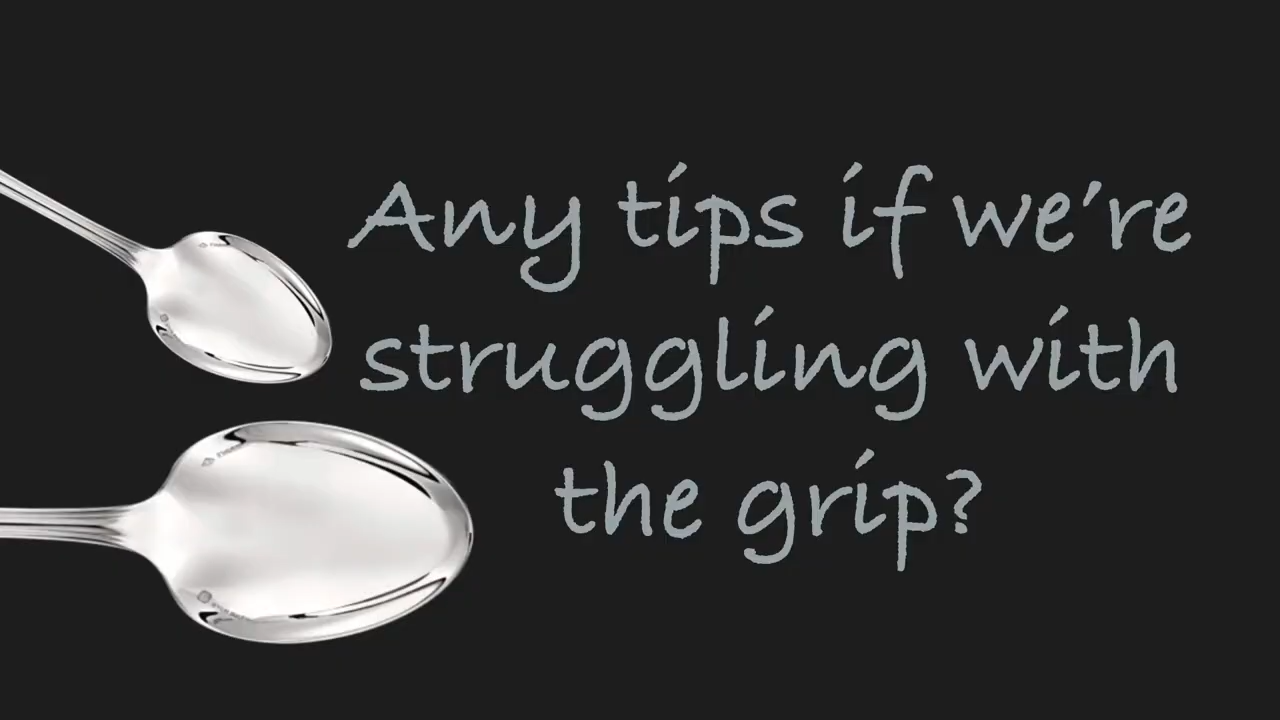 Any tips if we're
struggling with
the grip?